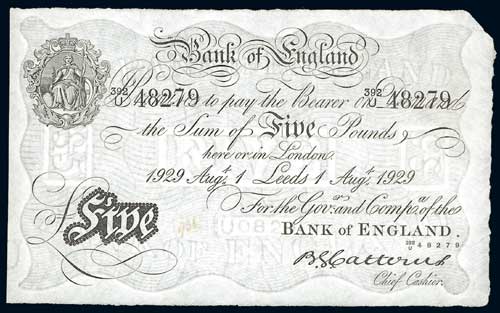 Bank of England
392/U 48279 to pay the Bearer on 392/U 48279
the Sum of Five Pounds
here or in London.
1929 Augt. 1 Leeds 1 Augt. 1929
For the Govr. and Compa. of the
BANK OF ENGLAND.
392/U 48279
B G Catterns
Chief Cashier.
£ Five